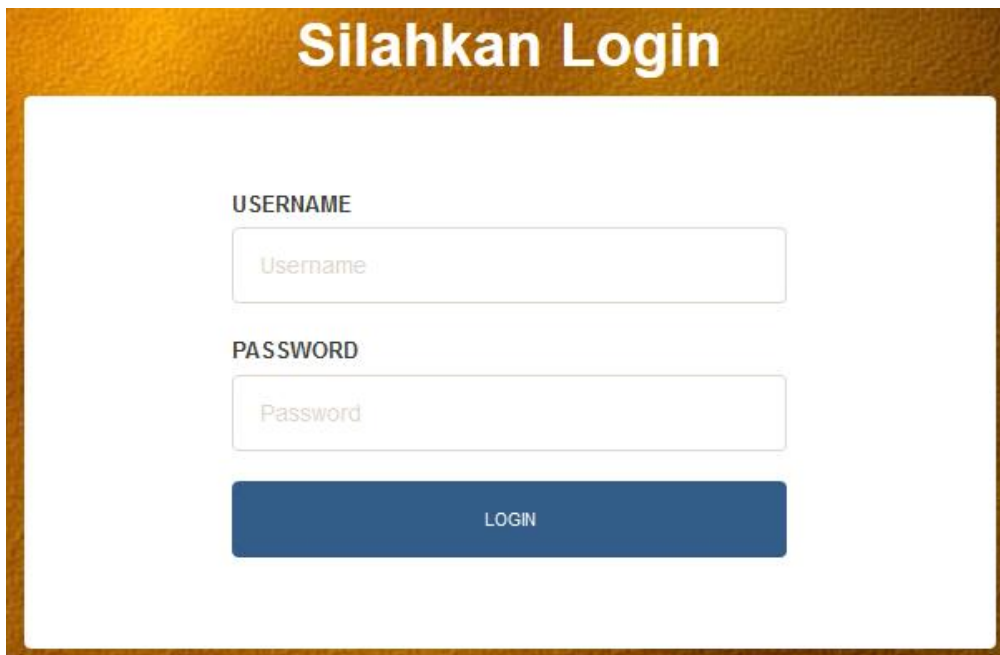 Silahkan Login
USERNAME
Username
PASSWORD
Password
LOGIN